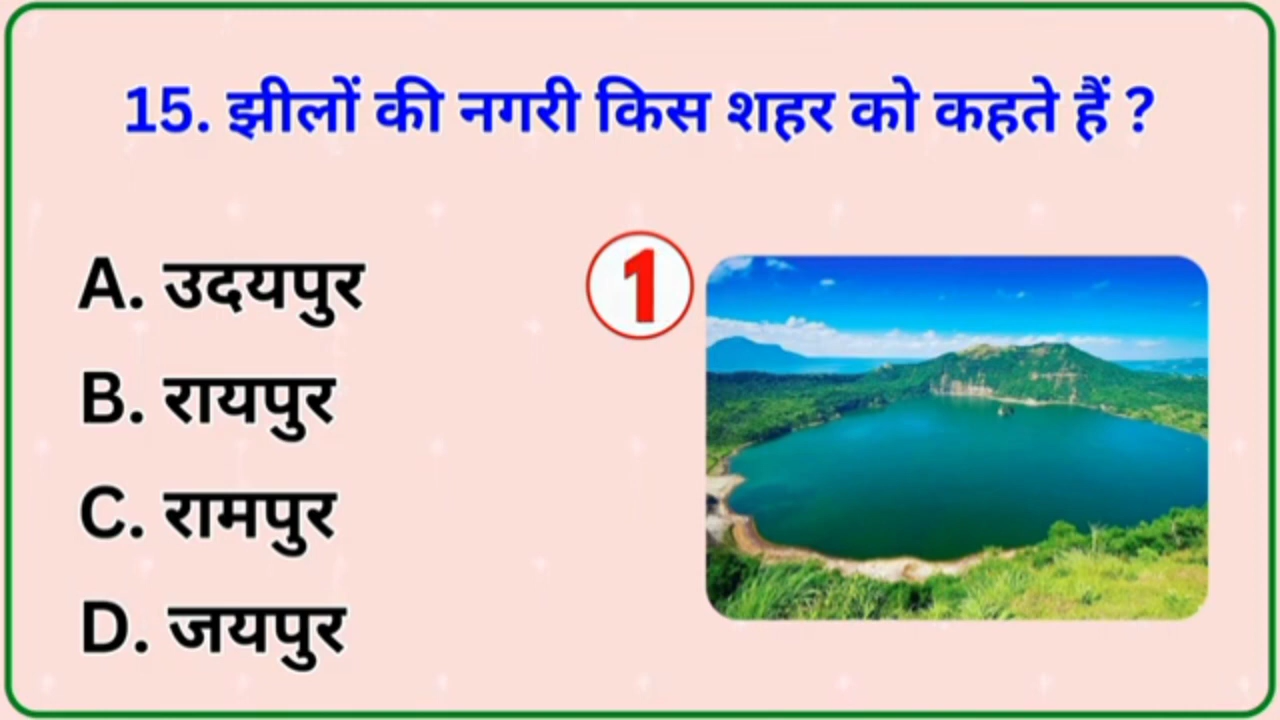 15. झीलों की नगरी किस शहर को कहते हैं ?
A. उदयपुर
1
B. रायपुर
C. रामपुर
D. जयपुर